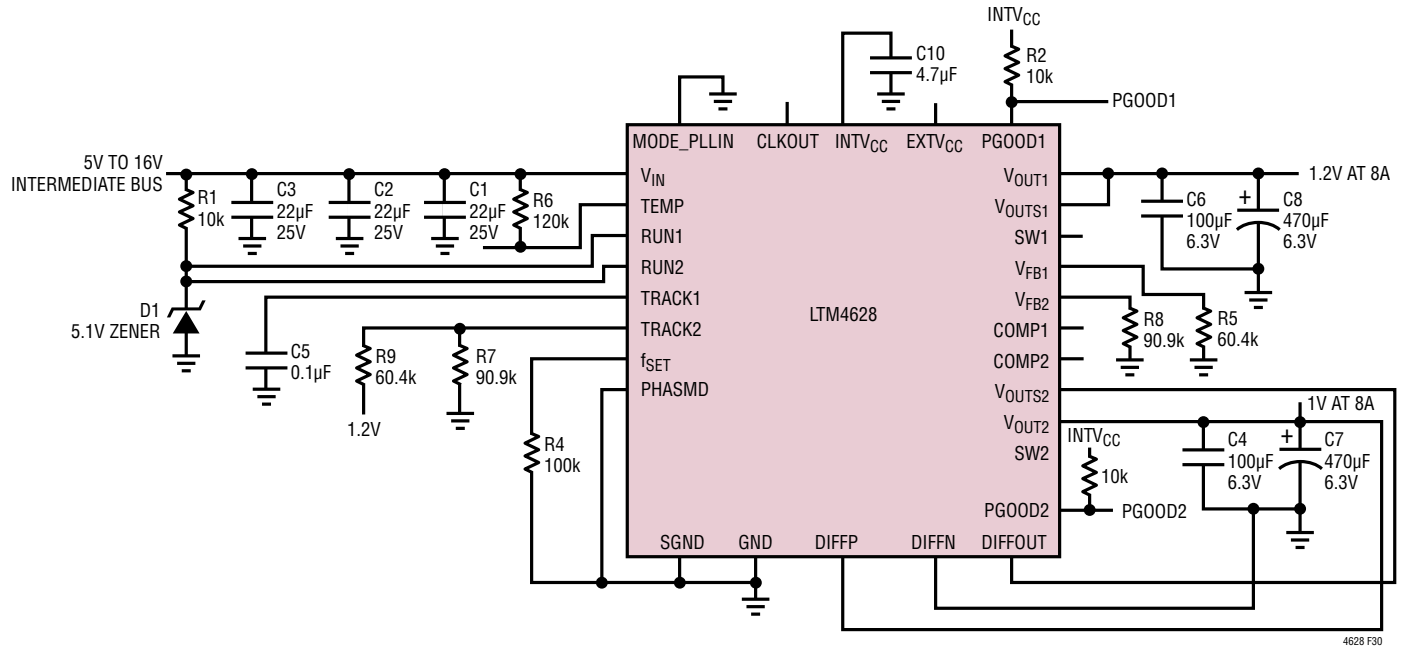 INTVCC
R2
10k
PGOOD1
C10
4.7µF
MODE_PLLIN
CLKOUT
INTVCC
EXTVCC
PGOOD1
5V TO 16V
INTERMEDIATE BUS
R1
10k
C3
22µF
25V
C2
22µF
25V
C1
22µF
25V
R6
120k
VIN
TEMP
RUN1
RUN2
TRACK1
TRACK2
fSET
PHASMD
D1
5.1V ZENER
C5
0.1µF
R9
60.4k
1.2V
R7
90.9k
R4
100k
LTM4628
VOUT1
VOUTS1
SW1
VFB1
VFB2
COMP1
COMP2
VOUTS2
VOUT2
SW2
PGOOD2
1.2V AT 8A
C6
100µF
6.3V
+
C8
470µF
6.3V
R8
90.9k
R5
60.4k
1V AT 8A
INTVCC
10k
PGOOD2
C4
100µF
6.3V
+
C7
470µF
6.3V
SGND
GND
DIFFP
DIFFN
DIFFOUT
4628 F30